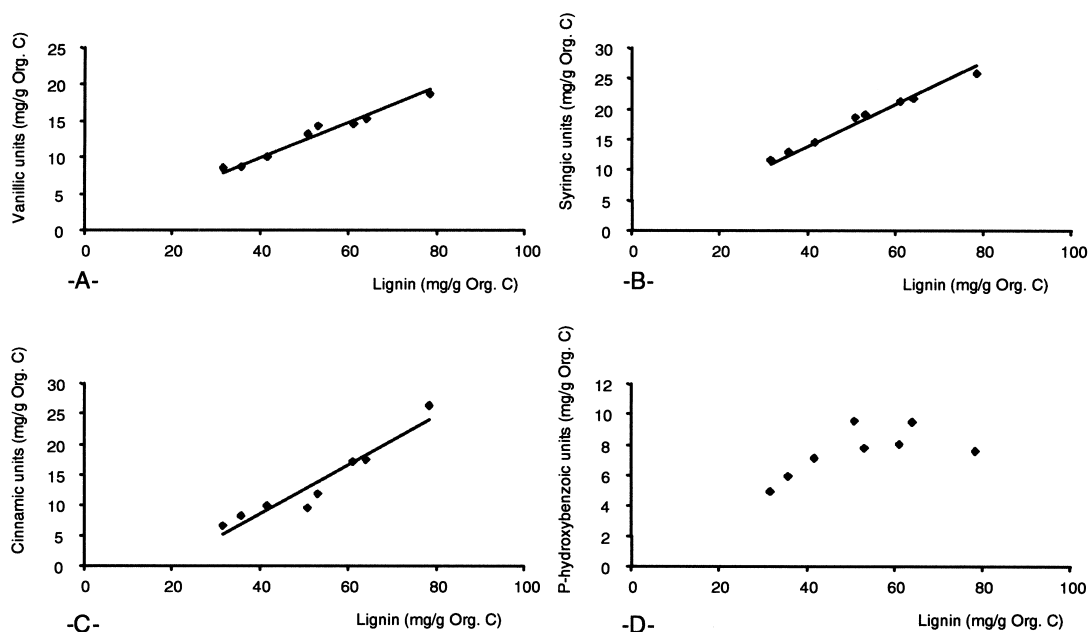 Vanillic units (mg/g Org. C)
25
20
15
10
5
0
0 20 40 60 80 100
-A-
Lignin (mg/g Org. C)
Syringic units (mg/g Org. C)
30
25
20
15
10
5
0
0 20 40 60 80 100
-B-
Lignin (mg/g Org. C)
Cinnamic units (mg/g Org. C)
30
25
20
15
10
5
0
0 20 40 60 80 100
-C-
Lignin (mg/g Org. C)
P-hydroxybenzoic units (mg/g Org. C)
12
10
8
6
4
2
0
0 20 40 60 80 100
-D-
Lignin (mg/g Org. C)